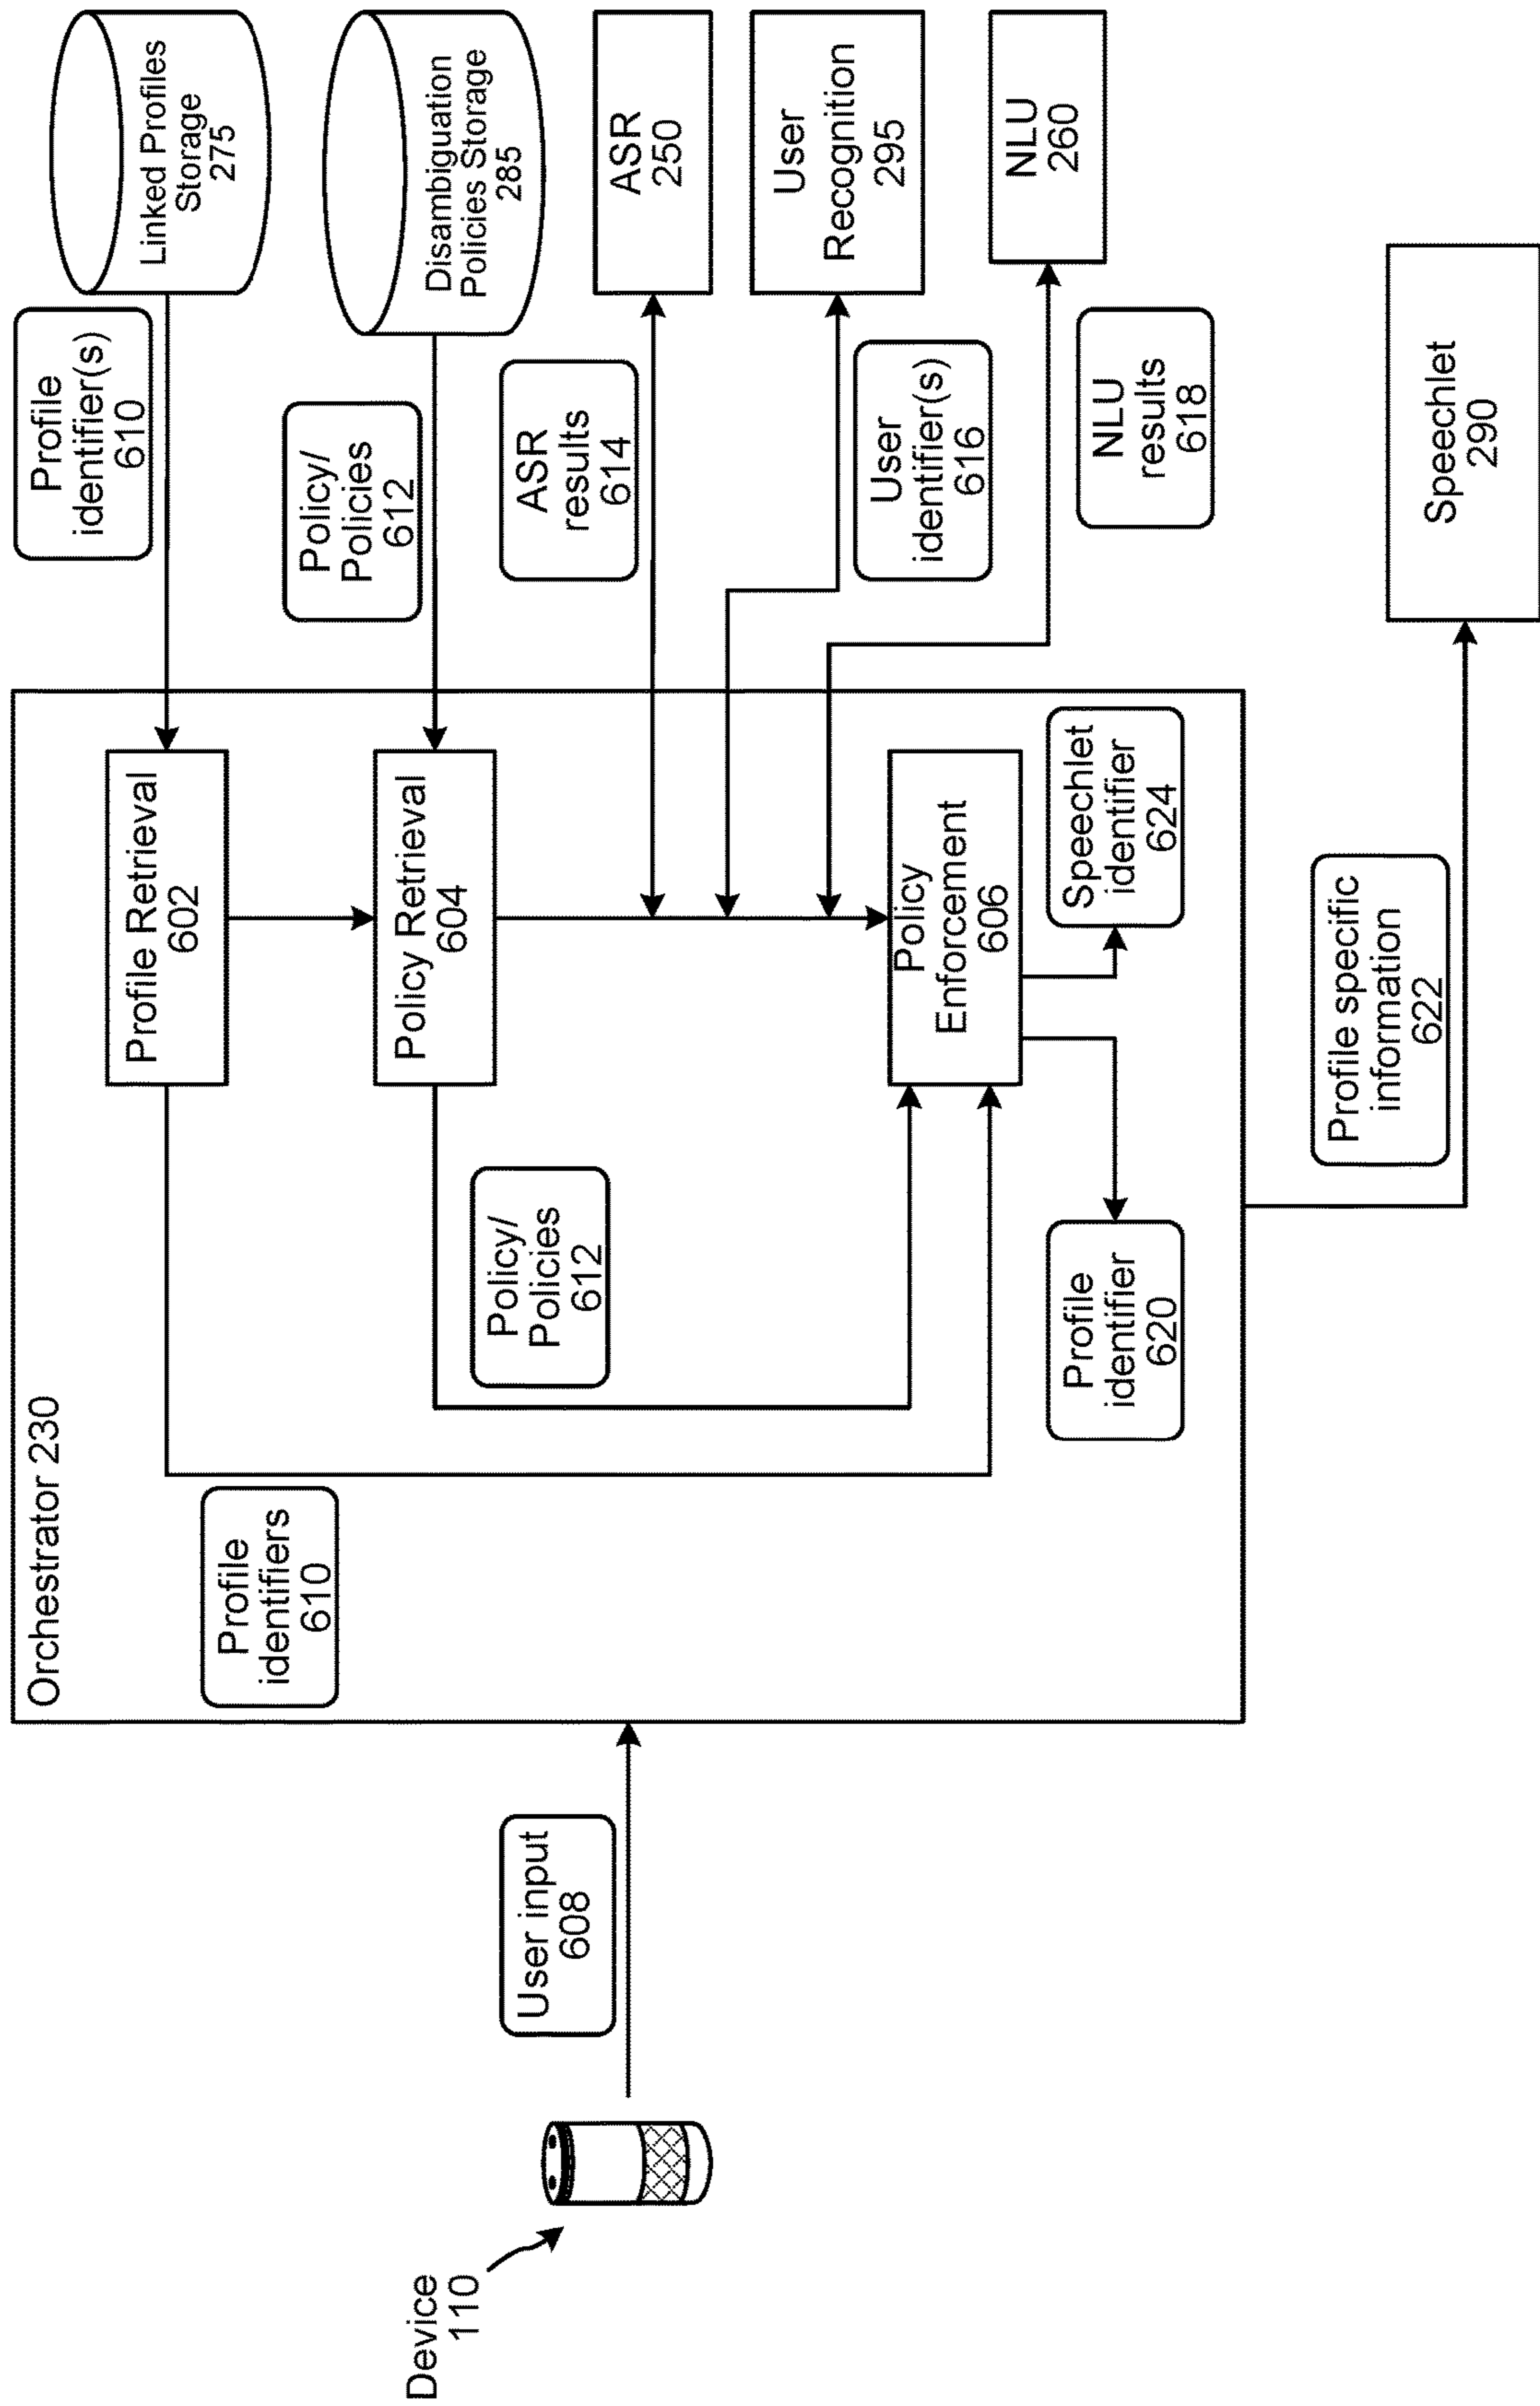 Device
110
User input
608
Orchestrator 230
Profile
identifiers
610
Profile Retrieval
602
Policy Retrieval
604
Policy/
Policies
612
Policy
Enforcement
606
Profile
identifier
620
Speechlet
identifier
624
Profile
identifier(s)
610
Linked Profiles
Storage
275
Policy/
Policies
612
Disambiguation
Policies Storage
285
ASR
results
614
ASR
250
User
identifier(s)
616
User
Recognition
295
NLU
results
618
NLU
260
Profile specific
information
622
Speechlet
290